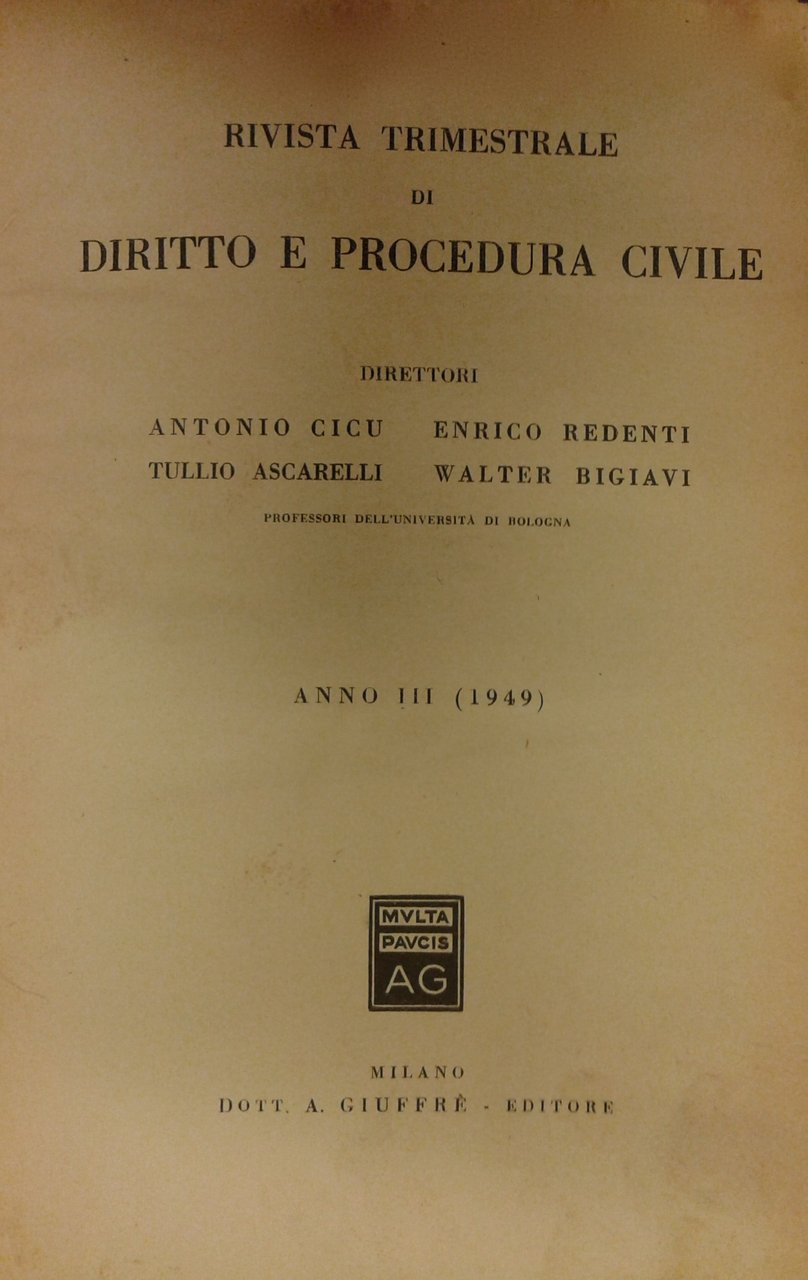 RIVISTA TRIMESTRALE
DI
DIRITTO E PROCEDURA CIVILE
DIRETTORI
ANTONIO CICU ENRICO REDENTI
TULLIO ASCARELLI WALTER BIGIAVI
PROFESSORI DELL'UNIVERSITÀ DI BOLOGNA
ANNO III (1949)
MVLTA
PAVCIS
AG
MILANO
DOTT. A. GIUFFRÈ - EDITORE